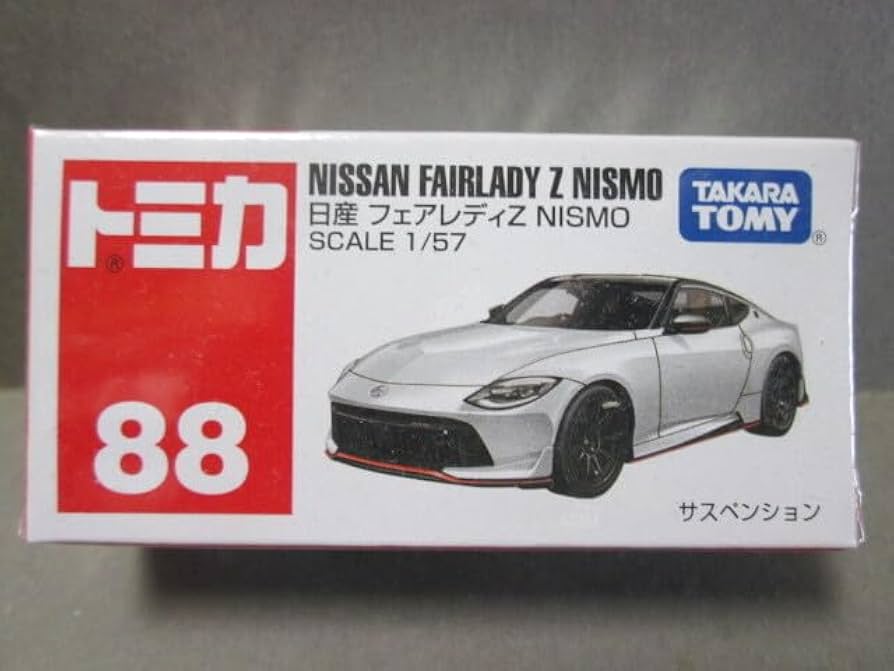 トミカ®
88
NISSAN FAIRLADY Z NISMO
日産 フェアレディZ NISMO
SCALE 1/57
TAKARA
TOMY®
サスペンション